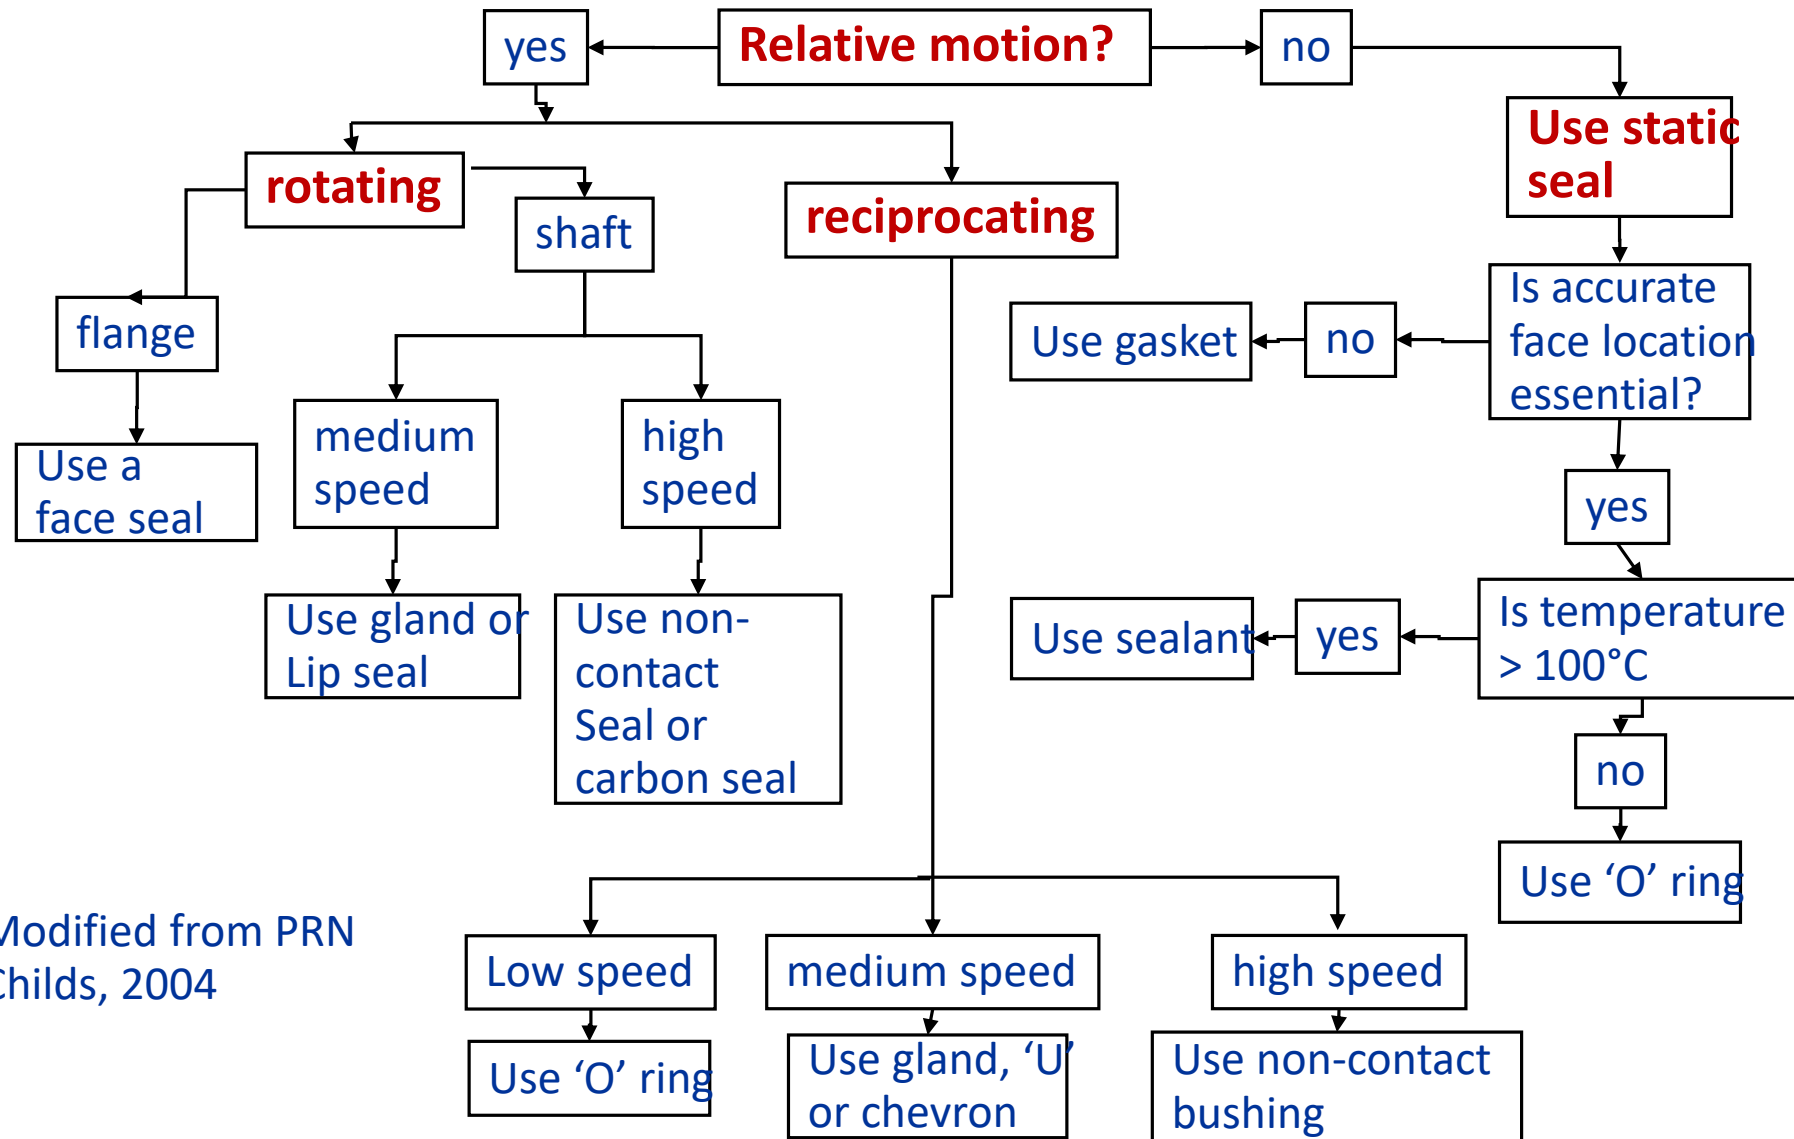 yes
Relative motion?
no
Use static
seal
rotating
shaft
reciprocating
flange
Is accurate
face location
essential?
Use gasket
no
medium
speed
high
speed
Use a
face seal
yes
Use gland or
Lip seal
Use non-
contact
Seal or
carbon seal
Use sealant
yes
Is temperature
> 100°C
no
Use ‘O’ ring
Modified from PRN
Childs, 2004
Low speed
medium speed
high speed
Use ‘O’ ring
Use gland, ‘U’
or chevron
Use non-contact
bushing